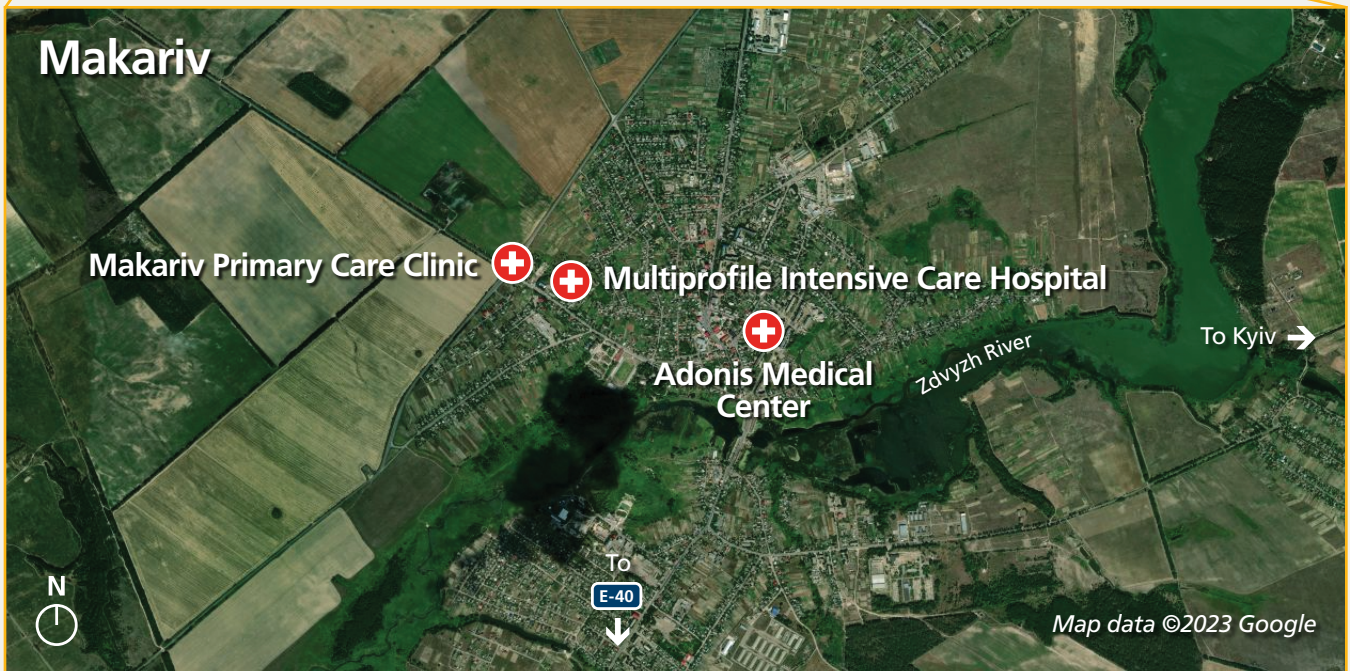 Makariv
Makariv Primary Care Clinic
Multiprofile Intensive Care Hospital
Adonis Medical
Center
Zdvyzh River
To Kyiv
To
E-40
N
Map data ©2023 Google